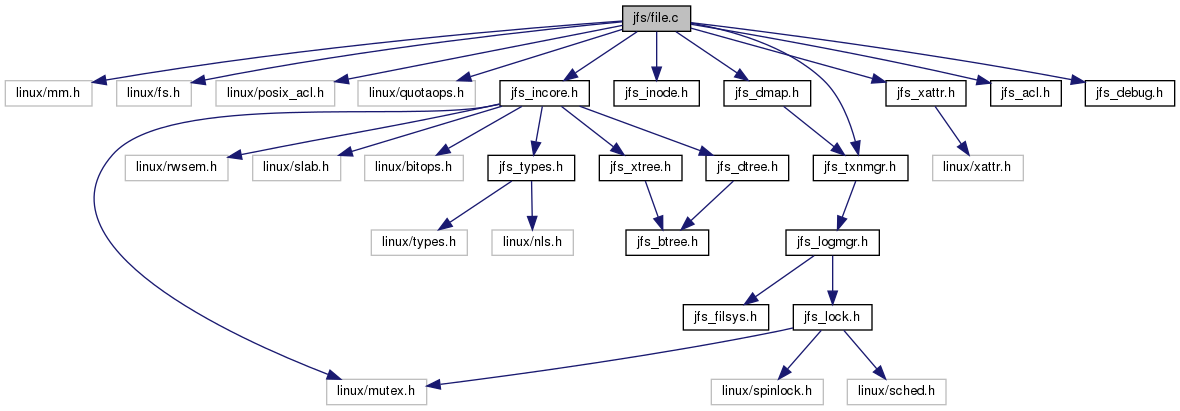 jfs/file.c
linux/mm.h
linux/fs.h
linux/posix_acl.h
linux/quotaops.h
jfs_incore.h
jfs_inode.h
jfs_dmap.h
jfs_xattr.h
jfs_acl.h
jfs_debug.h
linux/rwsem.h
linux/slab.h
linux/bitops.h
jfs_types.h
jfs_xtree.h
jfs_dtree.h
jfs_txnmgr.h
linux/xattr.h
linux/types.h
linux/nls.h
jfs_btree.h
jfs_logmgr.h
jfs_filsys.h
jfs_lock.h
linux/mutex.h
linux/spinlock.h
linux/sched.h